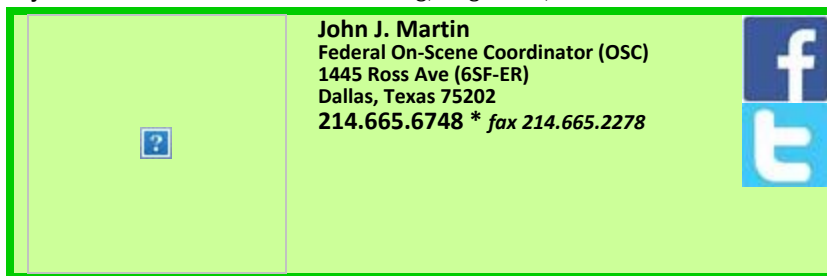 John J. Martin
Federal On-Scene Coordinator (OSC)
1445 Ross Ave (6SF-ER)
Dallas, Texas 75202
214.665.6748 * fax 214.665.2278